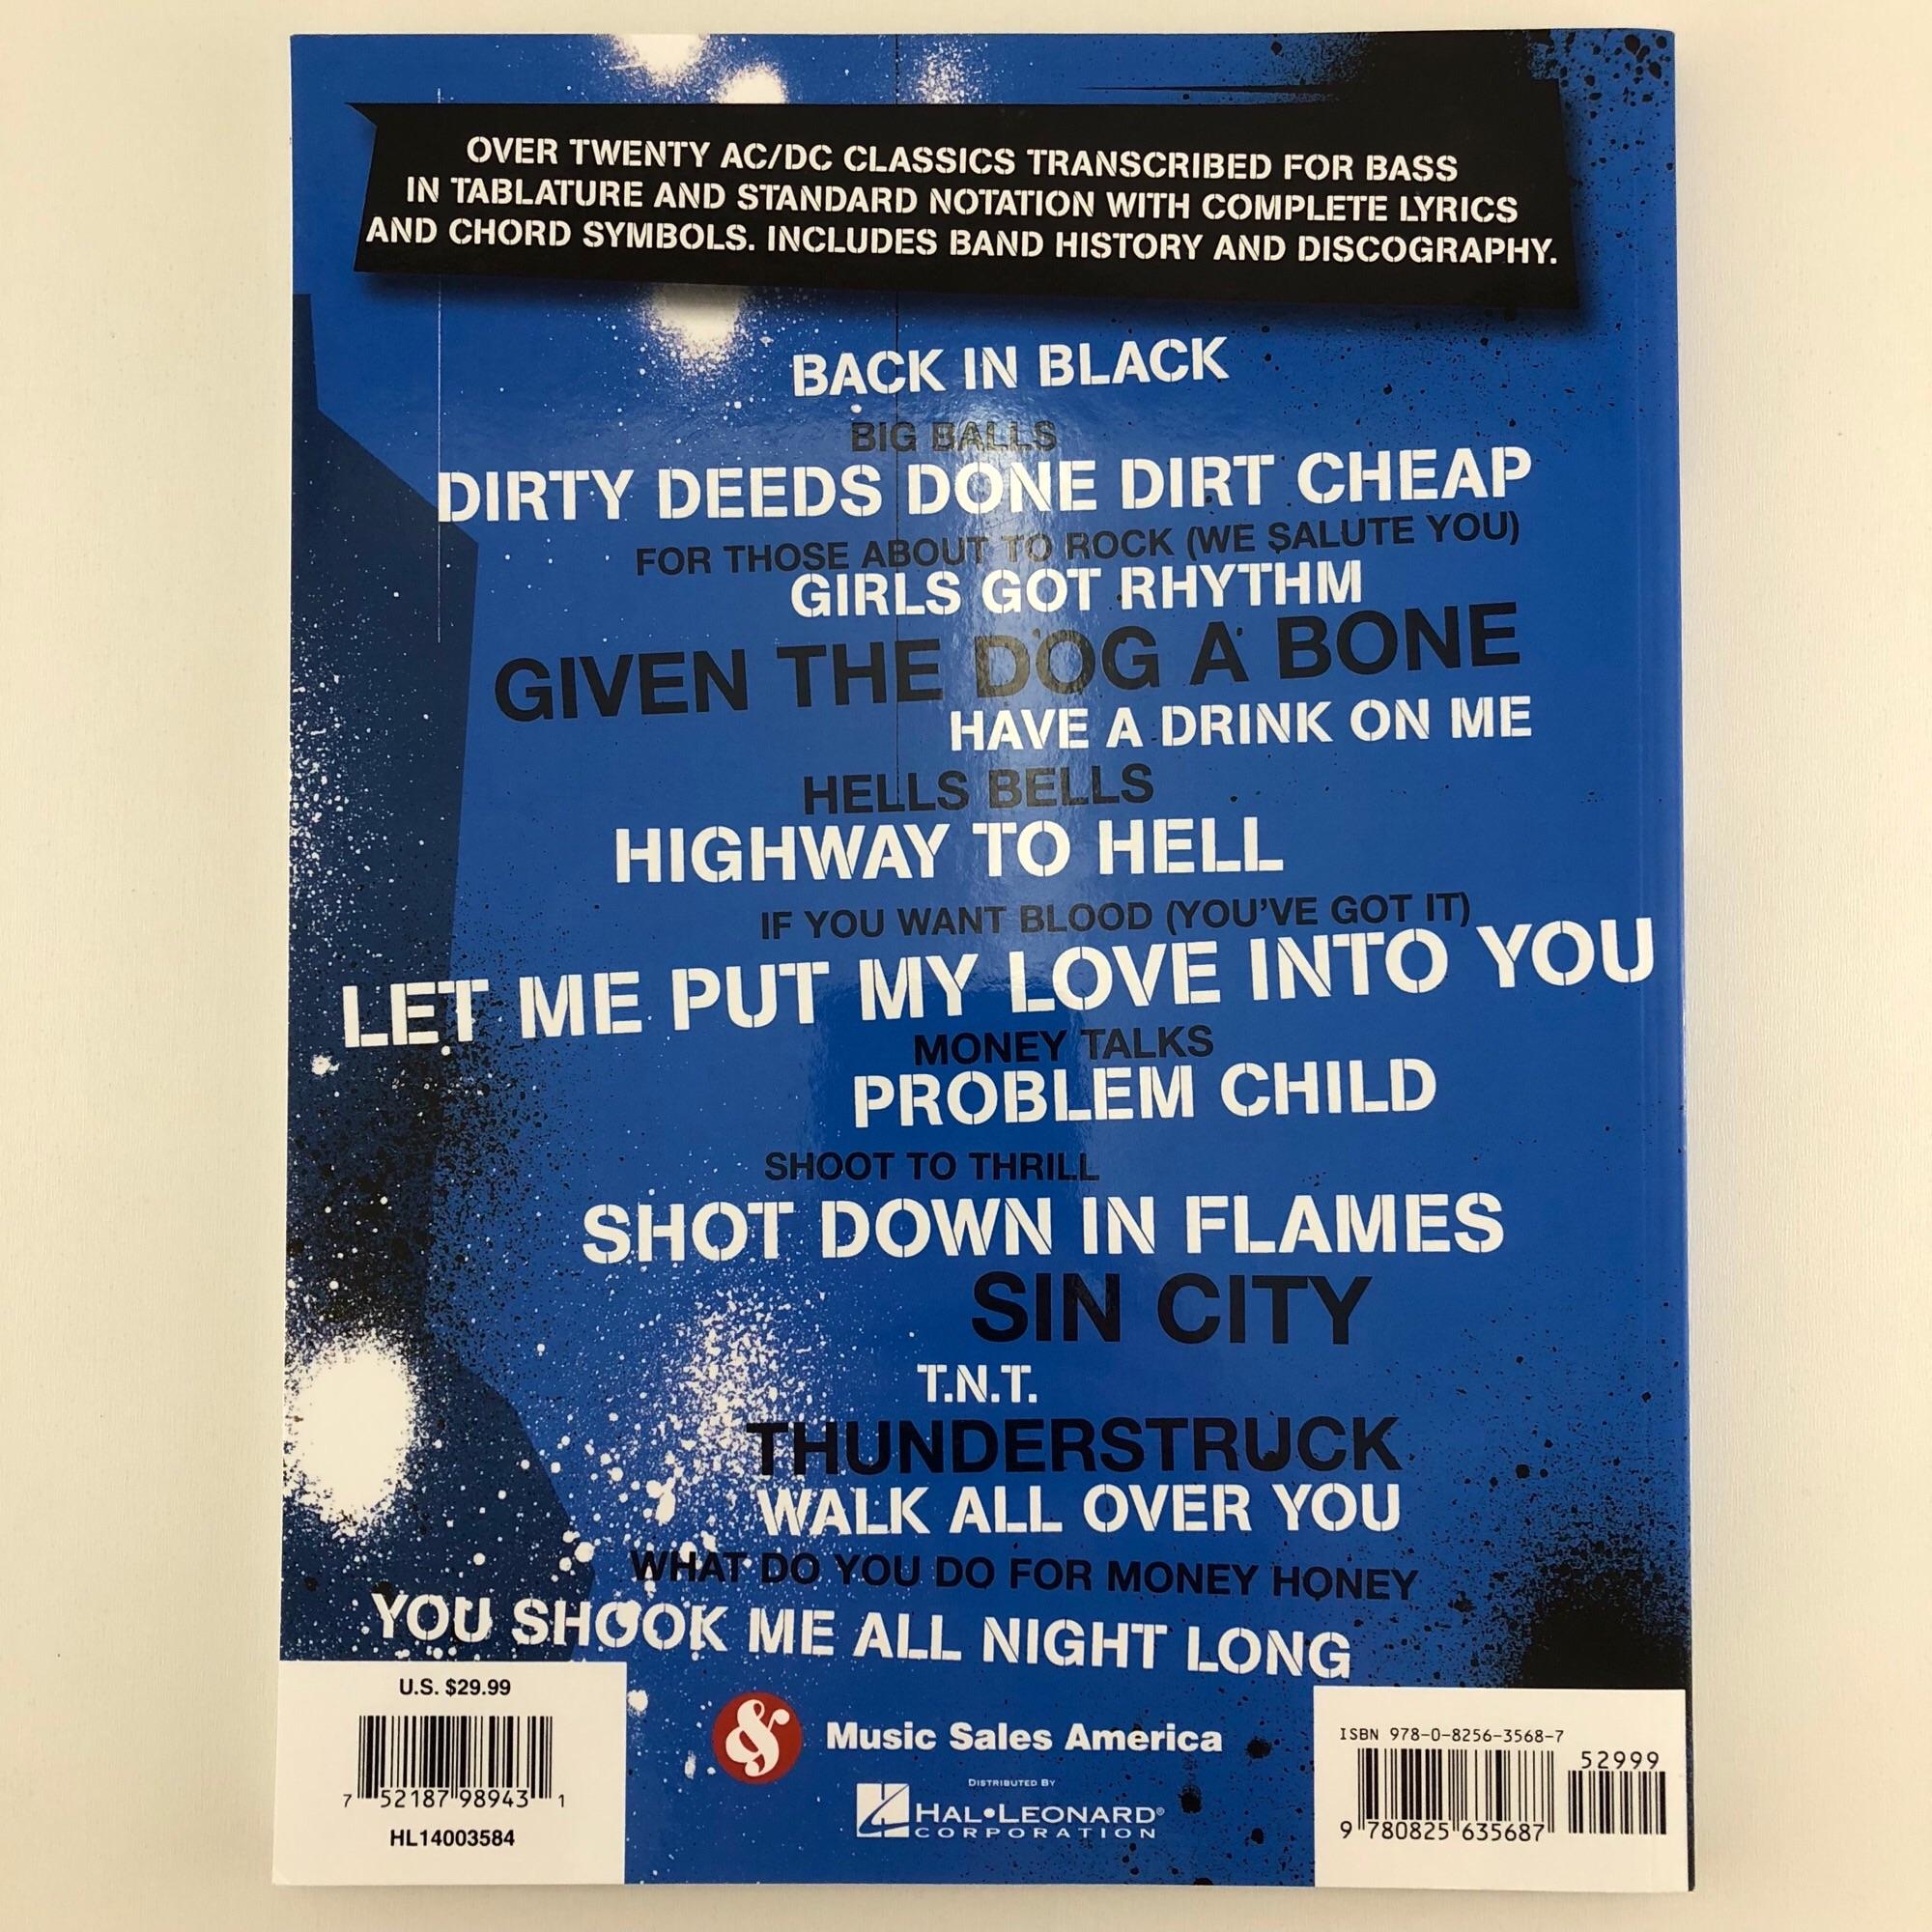 OVER TWENTY AC/DC CLASSICS TRANSCRIBED FOR BASS
IN TABLATURE AND STANDARD NOTATION WITH COMPLETE LYRICS
AND CHORD SYMBOLS. INCLUDES BAND HISTORY AND DISCOGRAPHY.
BACK IN BLACK
BIG BALLS
DIRTY DEEDS DONE DIRT CHEAP
FOR THOSE ABOUT TO ROCK (WE SALUTE YOU)
GIRLS GOT RHYTHM
GIVEN THE DOG A BONE
HAVE A DRINK ON ME
HELLS BELLS
HIGHWAY TO HELL
IF YOU WANT BLOOD (YOU'VE GOT IT)
LET ME PUT MY LOVE INTO YOU
MONEY TALKS
PROBLEM CHILD
SHOOT TO THRILL
SHOT DOWN IN FLAMES
SIN CITY
T.N.T.
THUNDERSTRUCK
WALK ALL OVER YOU
WHAT DO YOU DO FOR MONEY HONEY
YOU SHOOK ME ALL NIGHT LONG
U.S. $29.99
7 52187 98943 1
HL14003584
& Music Sales America
DISTRIBUTED BY
HAL•LEONARD®
CORPORATION
ISBN 978-0-8256-3568-7
52999
9 780825 635687